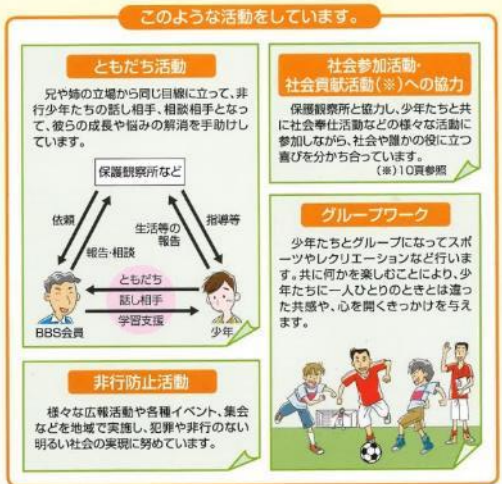 このような活動をしています。
ともだち活動
兄や姉の立場から同じ目線に立って、非
行少年たちの話し相手、相談相手となっ
て、彼らの成長や悩みの解消を手助けし
ています。
保護観察所など
依頼
報告・相談
生活等の
報告
指導等
ともだち
話し相手
学習支援
BBS会員
少年
非行防止活動
様々な広報活動や各種イベント、集会
などを地域で実施し、犯罪や非行のない
明るい社会の実現に努めています。
社会参加活動・
社会貢献活動(※)への協力
保護観察所と協力し、少年たちと共
に社会奉仕活動などの様々な活動に
参加しながら、社会や誰かの役に立つ
喜びを分かち合っています。
(※)10頁参照
グループワーク
少年たちとグループになってスポ
ーツやレクリエーションなど行いま
す。共に何かを楽しむことにより、少
年たちに一人ひとりのときとは違っ
た共感や、心を開くきっかけを与え
ます。